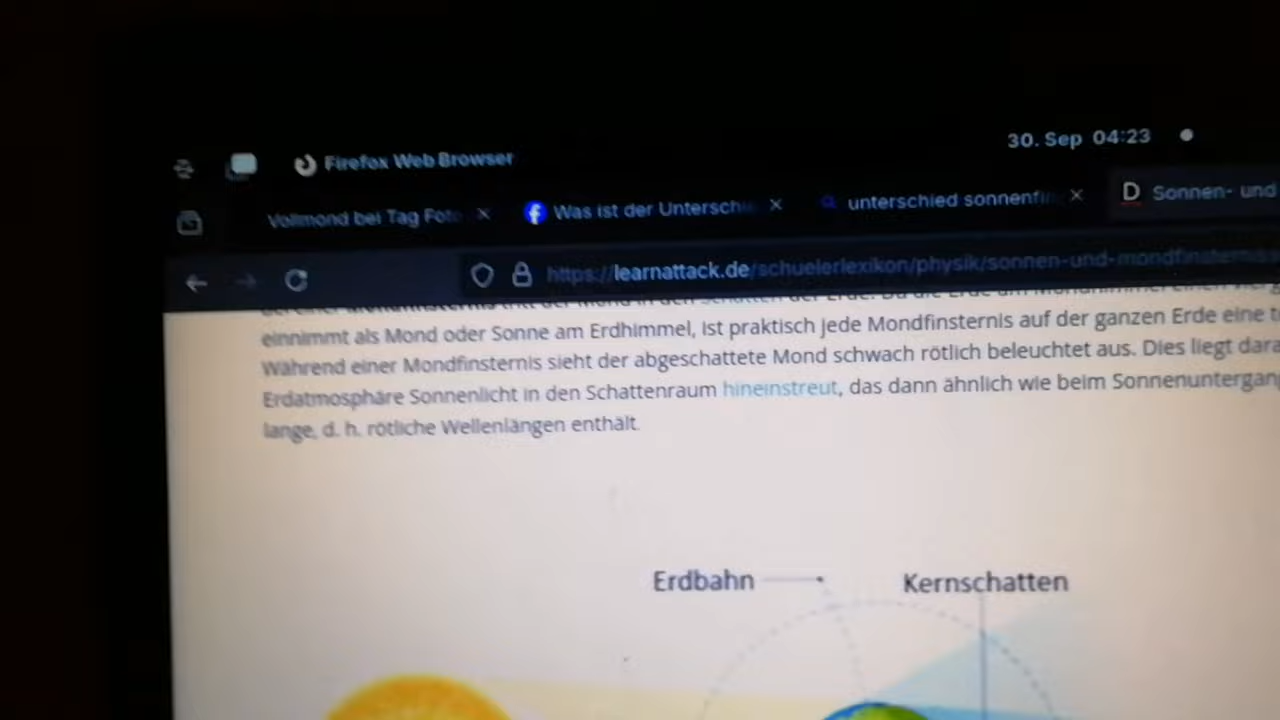 30. Sep 04:23
Firefox Web Browser
Vollmond bei Tag Foto
Was ist der Untersch
unterschied sonnenfin
D Sonnen- und
https://learnattack.de/schuelerlexikon/physik/sonnen-und-mondfinsternis
einnimmt als Mond oder Sonne am Erdhimmel, ist praktisch jede Mondfinsternis auf der ganzen Erde eine
Während einer Mondfinsternis sieht der abgeschattete Mond schwach rötlich beleuchtet aus. Dies liegt
Erdatmosphäre Sonnenlicht in den Schattenraum hineinstreut, das dann ähnlich wie beim Sonnenuntergang
lange, d. h. rötliche Wellenlängen enthält.
Erdbahn
Kernschatten